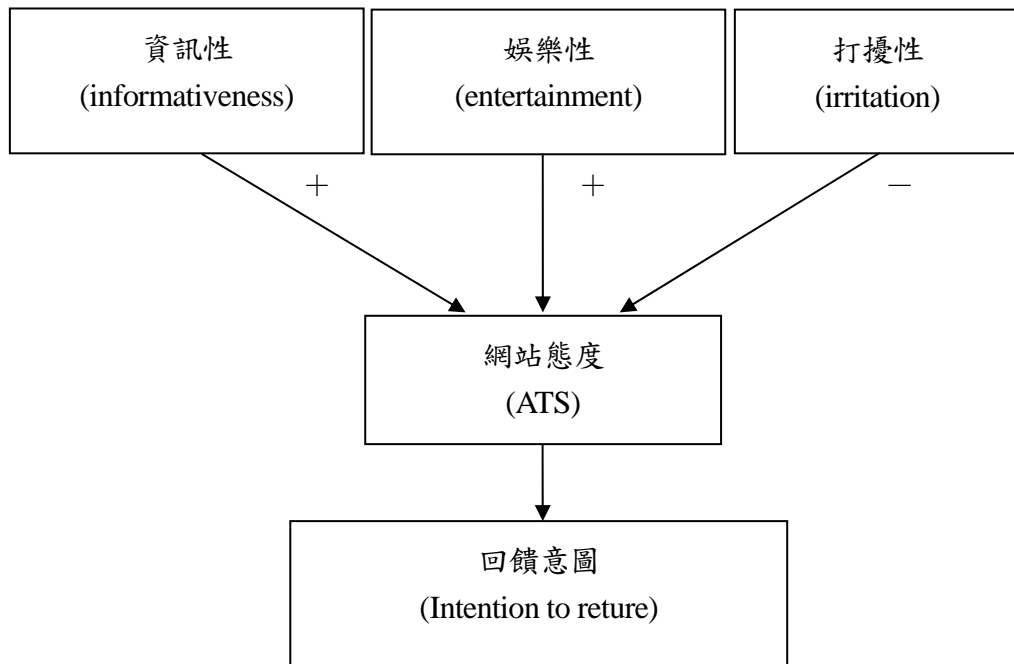 資訊性
(informativeness)
娛樂性
(entertainment)
打擾性
(irritation)
＋
＋
－
網站態度
(ATS)
回饋意圖
(Intention to reture)